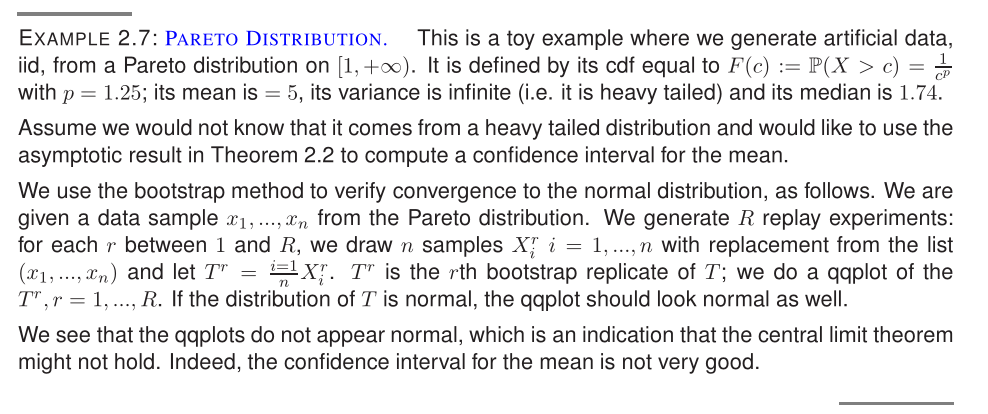 EXAMPLE 2.7: PARETO DISTRIBUTION. This is a toy example where we generate artificial data,
iid, from a Pareto distribution on $[1, +\infty)$. It is defined by its cdf equal to $F(c) := \mathbb{P}(X > c) = \frac{1}{c^p}$
with $p = 1.25$; its mean is $= 5$, its variance is infinite (i.e. it is heavy tailed) and its median is $1.74$.
Assume we would not know that it comes from a heavy tailed distribution and would like to use the
asymptotic result in Theorem 2.2 to compute a confidence interval for the mean.
We use the bootstrap method to verify convergence to the normal distribution, as follows. We are
given a data sample $x_1, ..., x_n$ from the Pareto distribution. We generate $R$ replay experiments:
for each $r$ between $1$ and $R$, we draw $n$ samples $X_i^r$ $i = 1, ..., n$ with replacement from the list
$(x_1, ..., x_n)$ and let $T^r = \frac{i=1}{n} X_i^r$. $T^r$ is the $r$th bootstrap replicate of $T$; we do a qqplot of the
$T^r, r = 1, ..., R$. If the distribution of $T$ is normal, the qqplot should look normal as well.
We see that the qqplots do not appear normal, which is an indication that the central limit theorem
might not hold. Indeed, the confidence interval for the mean is not very good.